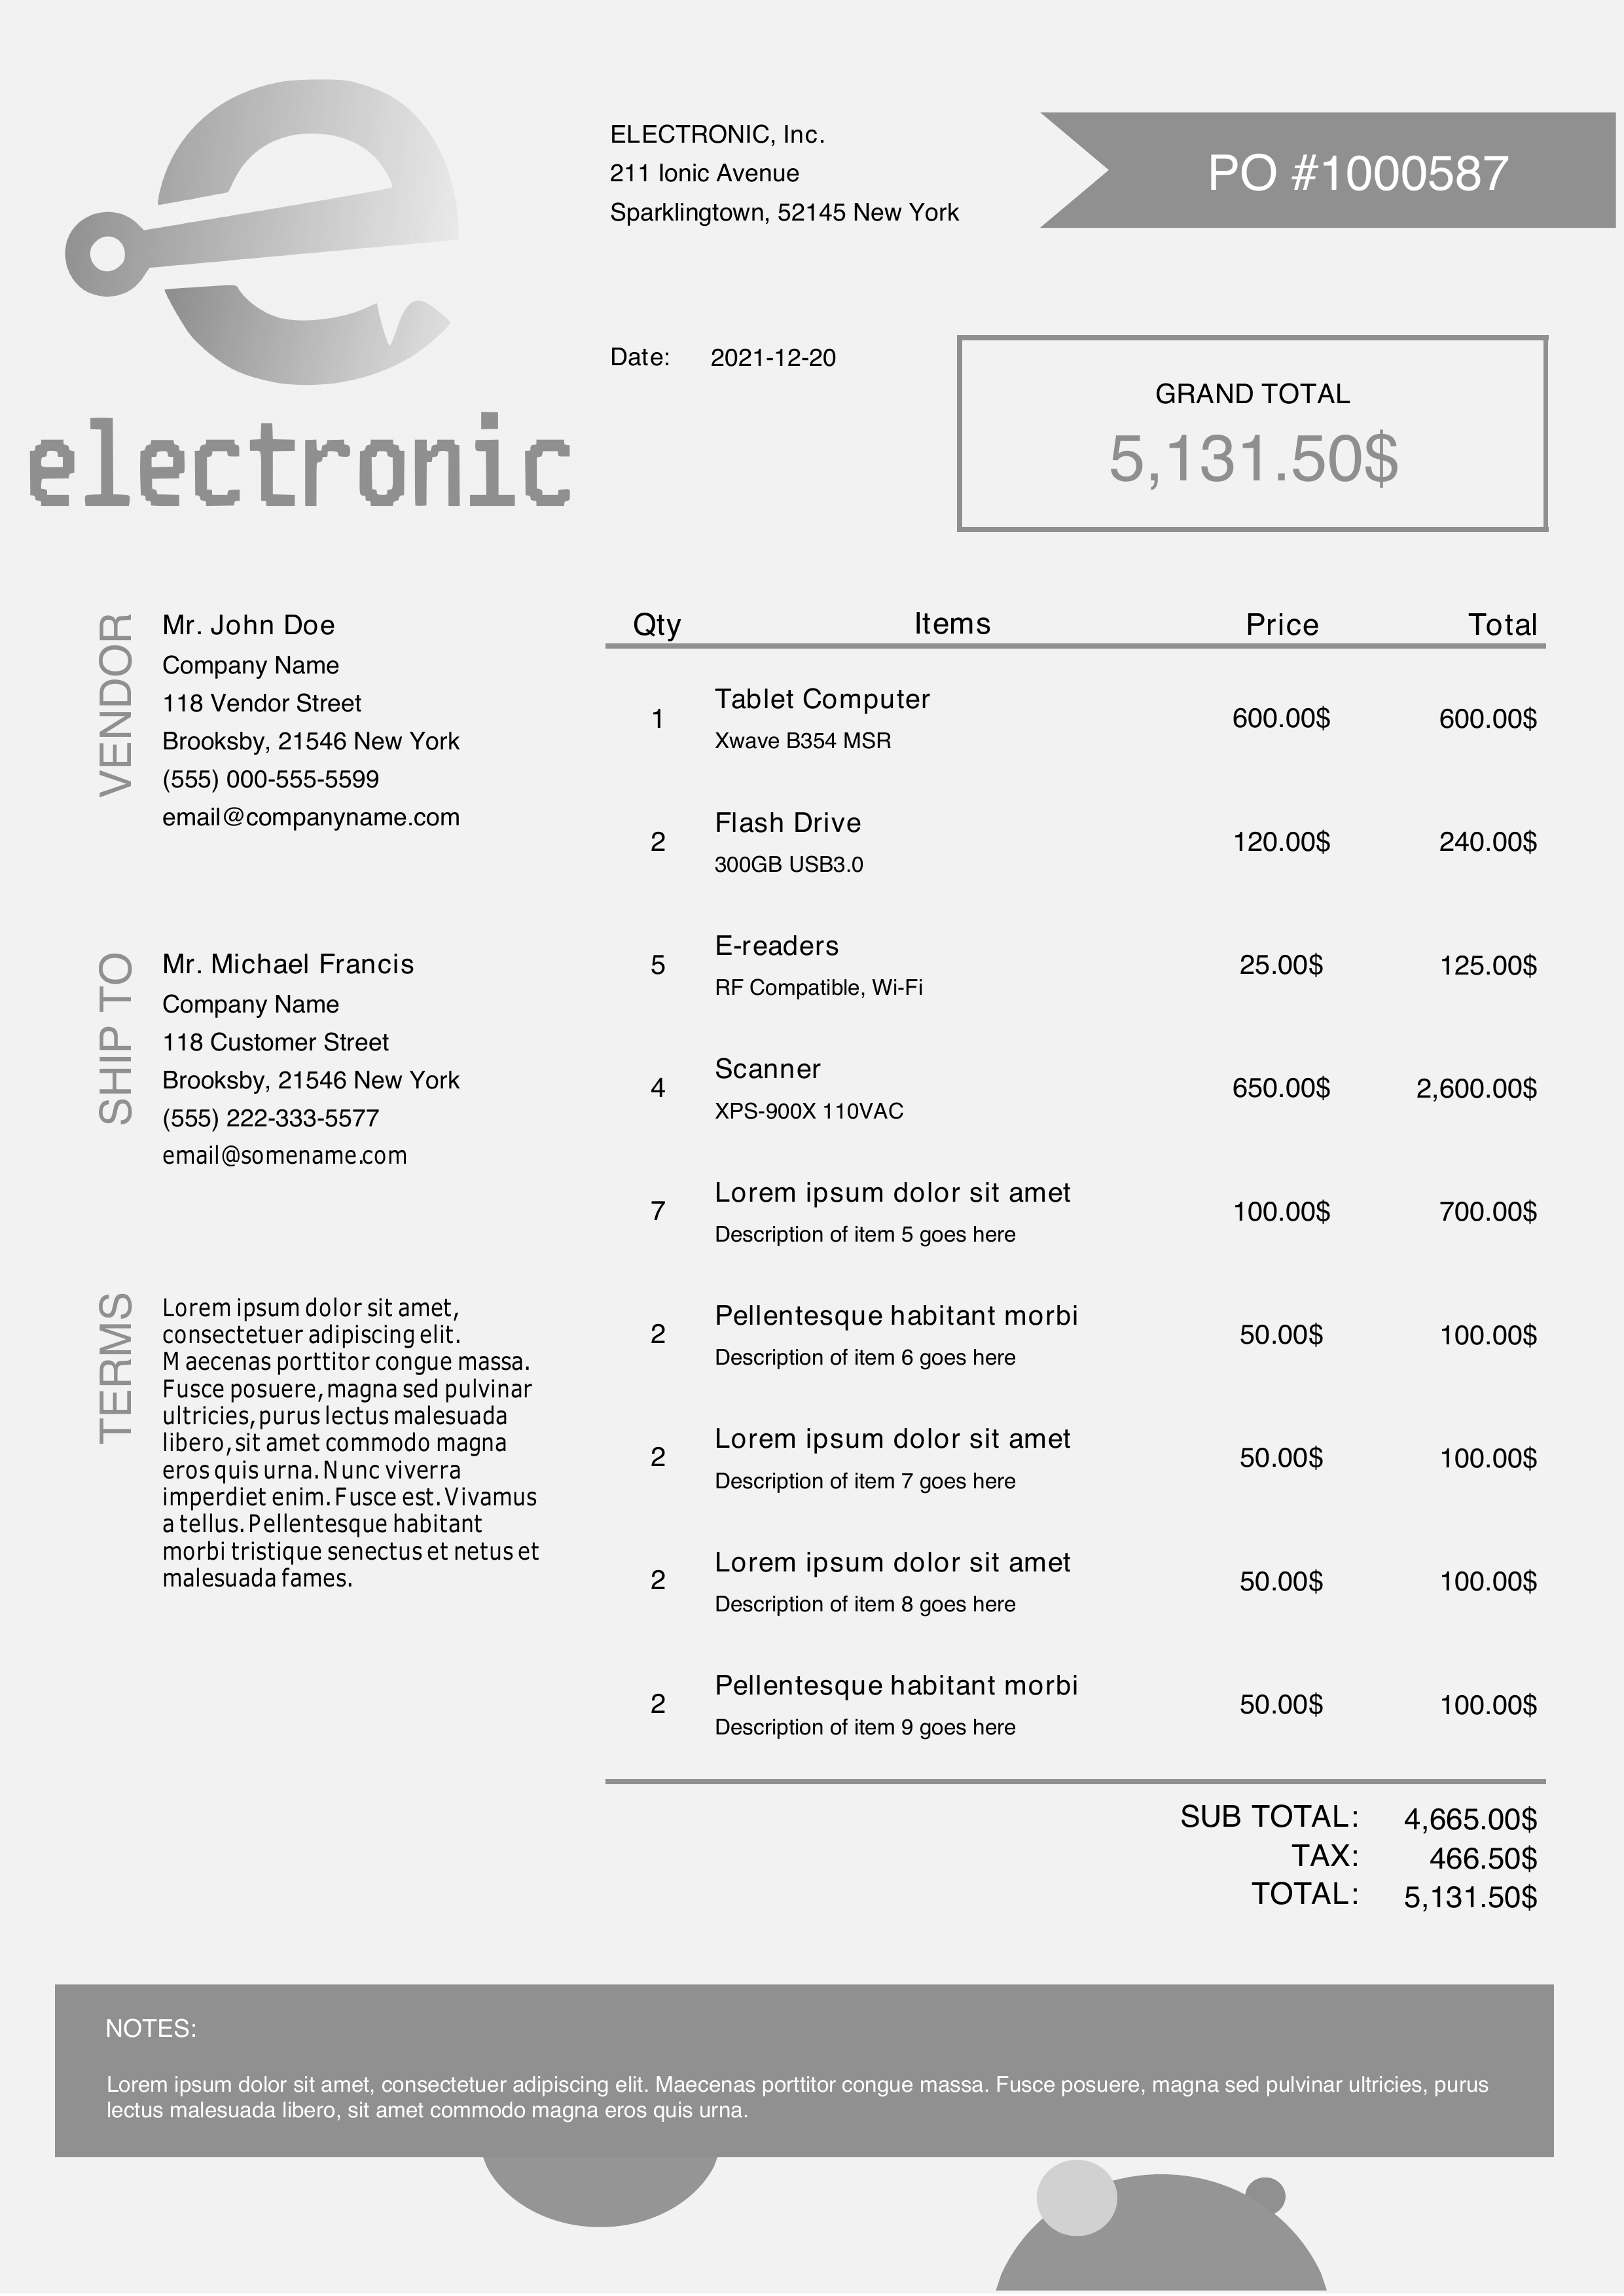 electronic
ELECTRONIC, Inc.
211 Ionic Avenue
Sparklingtown, 52145 New York
PO #1000587
Date: 2021-12-20
GRAND TOTAL
5,131.50$
VENDOR
Mr. John Doe
Company Name
118 Vendor Street
Brooksby, 21546 New York
(555) 000-555-5599
email@companyname.com
SHIP TO
Mr. Michael Francis
Company Name
118 Customer Street
Brooksby, 21546 New York
(555) 222-333-5577
email@somename.com
TERMS
Lorem ipsum dolor sit amet,
consectetuer adipiscing elit.
Maecenas porttitor congue massa.
Fusce posuere, magna sed pulvinar
ultricies, purus lectus malesuada
libero, sit amet commodo magna
eros quis urna. Nunc viverra
imperdiet enim. Fusce est. Vivamus
a tellus. Pellentesque habitant
morbi tristique senectus et netus et
malesuada fames.
Qty Items Price Total
1 Tablet Computer 600.00$ 600.00$
Xwave B354 MSR
2 Flash Drive 120.00$ 240.00$
300GB USB3.0
5 E-readers 25.00$ 125.00$
RF Compatible, Wi-Fi
4 Scanner 650.00$ 2,600.00$
XPS-900X 110VAC
7 Lorem ipsum dolor sit amet 100.00$ 700.00$
Description of item 5 goes here
2 Pellentesque habitant morbi 50.00$ 100.00$
Description of item 6 goes here
2 Lorem ipsum dolor sit amet 50.00$ 100.00$
Description of item 7 goes here
2 Lorem ipsum dolor sit amet 50.00$ 100.00$
Description of item 8 goes here
2 Pellentesque habitant morbi 50.00$ 100.00$
Description of item 9 goes here
SUB TOTAL: 4,665.00$
TAX: 466.50$
TOTAL: 5,131.50$
NOTES:
Lorem ipsum dolor sit amet, consectetuer adipiscing elit. Maecenas porttitor congue massa. Fusce posuere, magna sed pulvinar ultricies, purus
lectus malesuada libero, sit amet commodo magna eros quis urna.